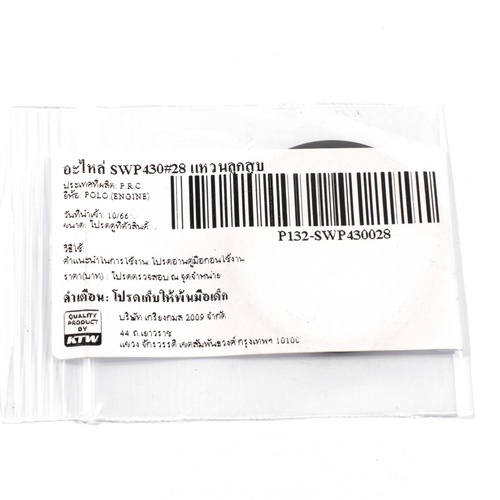 อะไหล่ SWP430#28 แหวนลูกสูบ
ประเทศที่ผลิต: P.R.C.
ยี่ห้อ: POLO (ENGINE)
วันที่นำเข้า: 10/66
ขนาด: โปรดดูที่ตัวสินค้า
P132-SWP430028
วิธีใช้:
คำแนะนำในการใช้งาน: โปรดอ่านคู่มือก่อนใช้งาน
ราคา(บาท) : โปรดตรวจสอบ ณ จุดจำหน่าย
คำเตือน: โปรดเก็บให้พ้นมือเด็ก
QUALITY
PRODUCT
BY
KTW
บริษัท เกรียงกมล 2009 จำกัด
44 ถ.เยาวราช
แขวง จักรวรรดิ เขตสัมพันธวงศ์ กรุงเทพฯ 10100